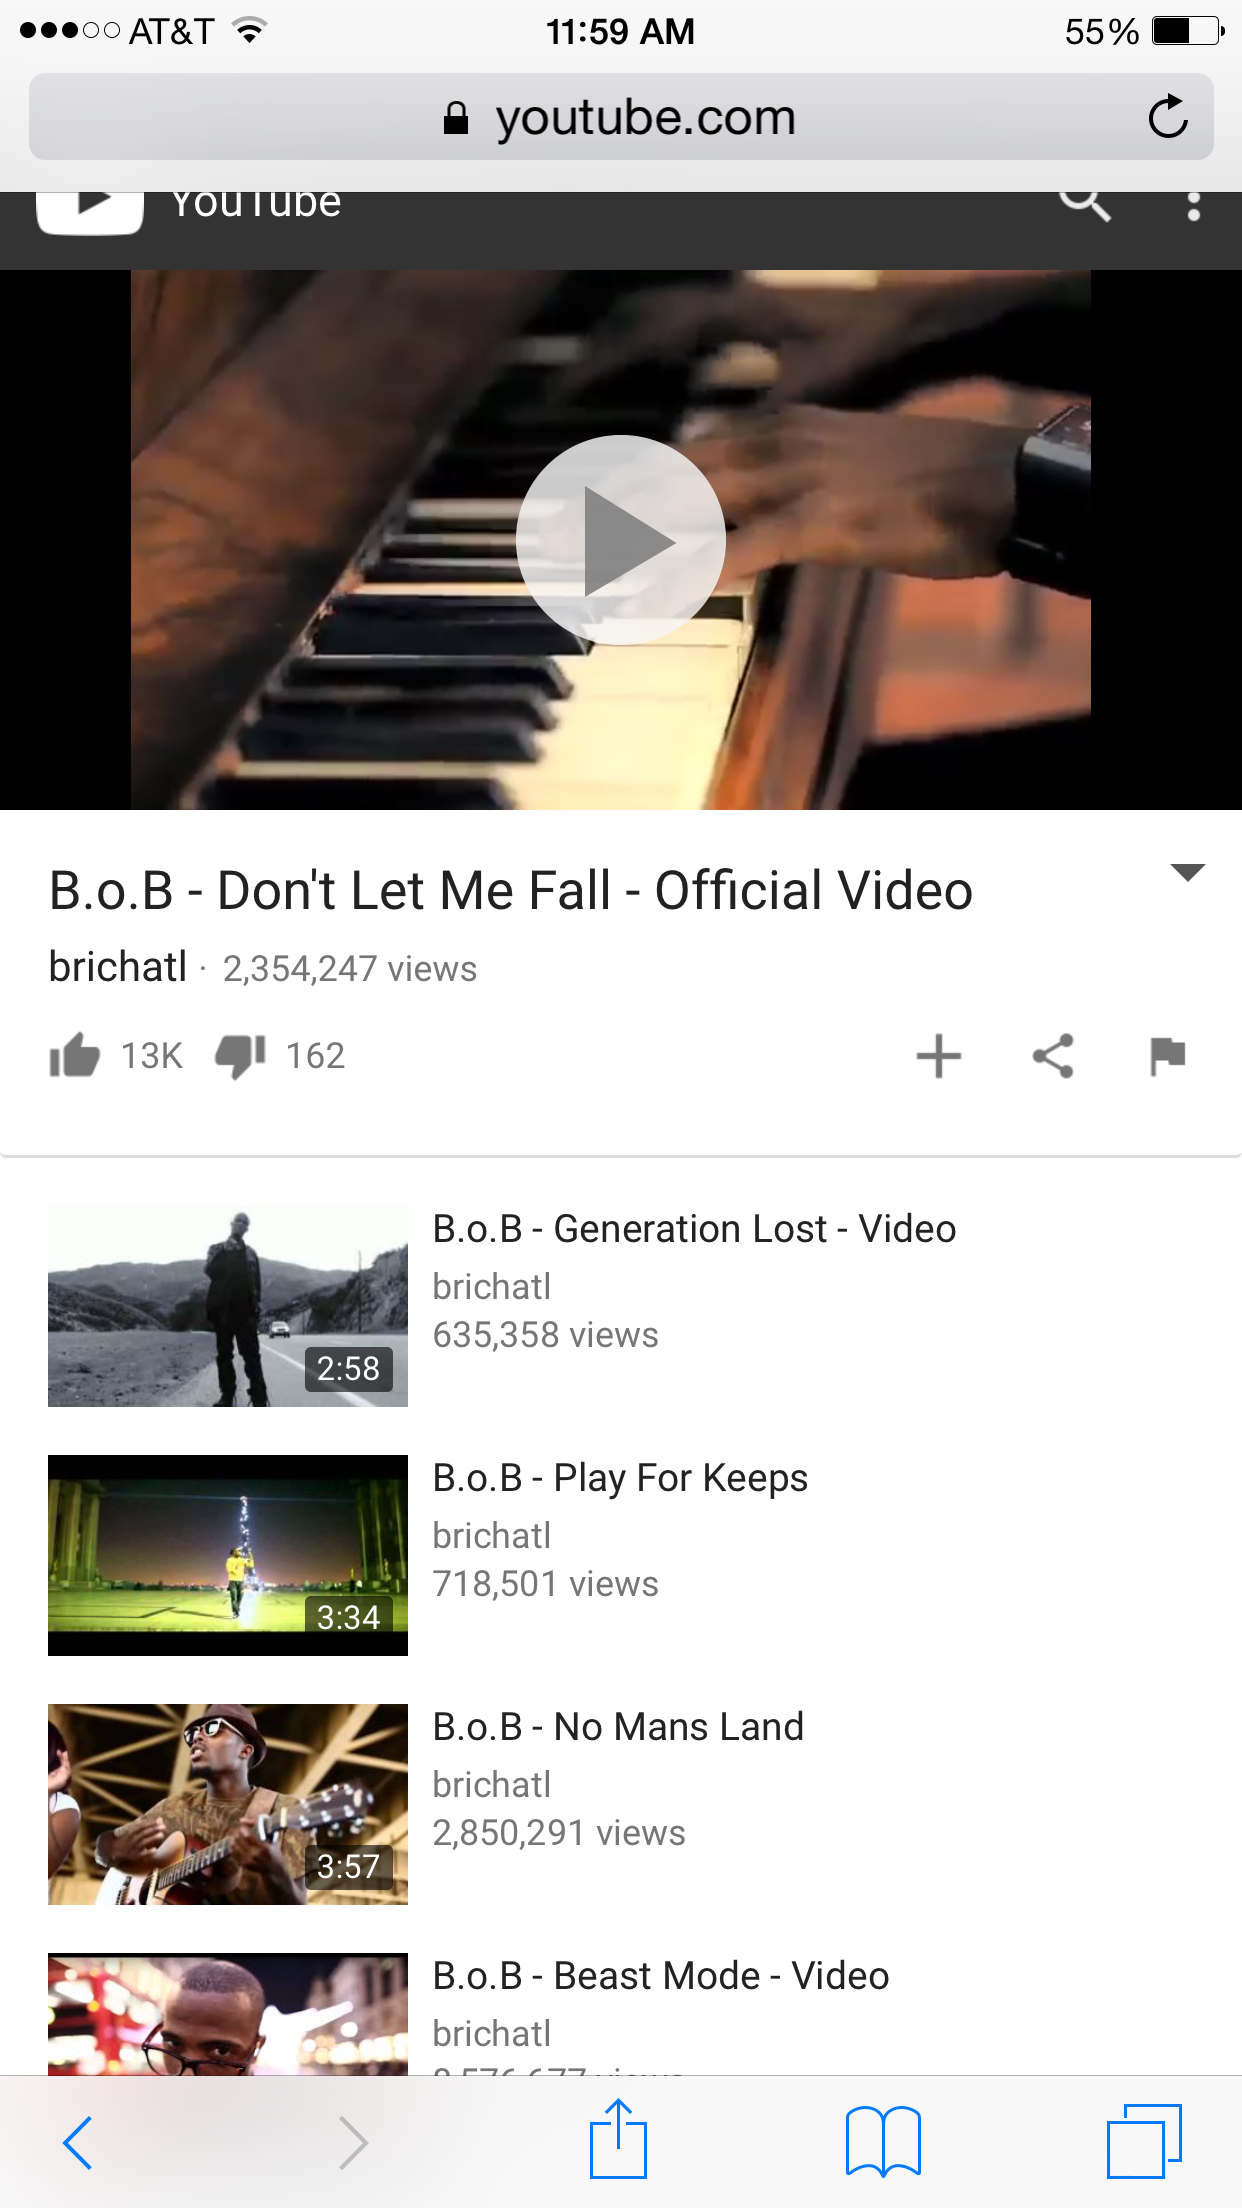 AT&T 11:59 AM 55%
youtube.com
YouTube
B.o.B - Don't Let Me Fall - Official Video
brichatl · 2,354,247 views
13K 162
B.o.B - Generation Lost - Video
brichatl
635,358 views
2:58
B.o.B - Play For Keeps
brichatl
718,501 views
3:34
B.o.B - No Mans Land
brichatl
2,850,291 views
3:57
B.o.B - Beast Mode - Video
brichatl